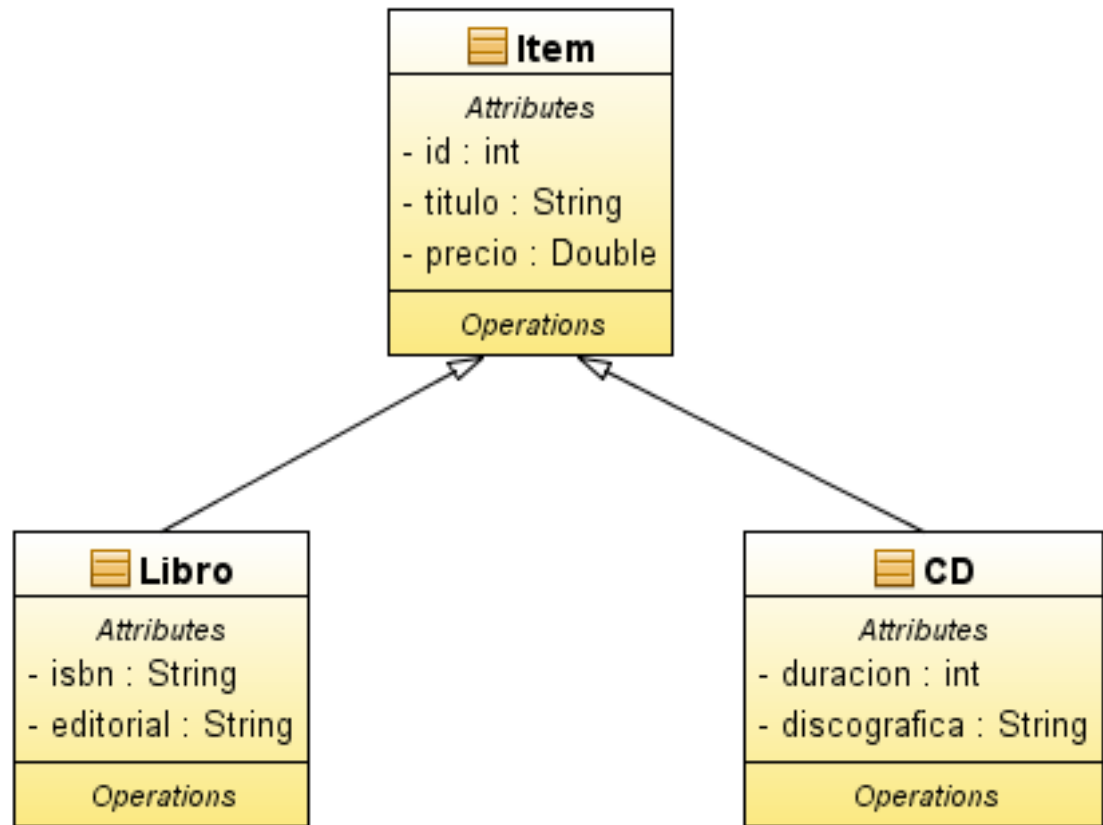 Item
Attributes
- id : int
- titulo : String
- precio : Double
Operations
Libro
Attributes
- isbn : String
- editorial : String
Operations
CD
Attributes
- duracion : int
- discografica : String
Operations